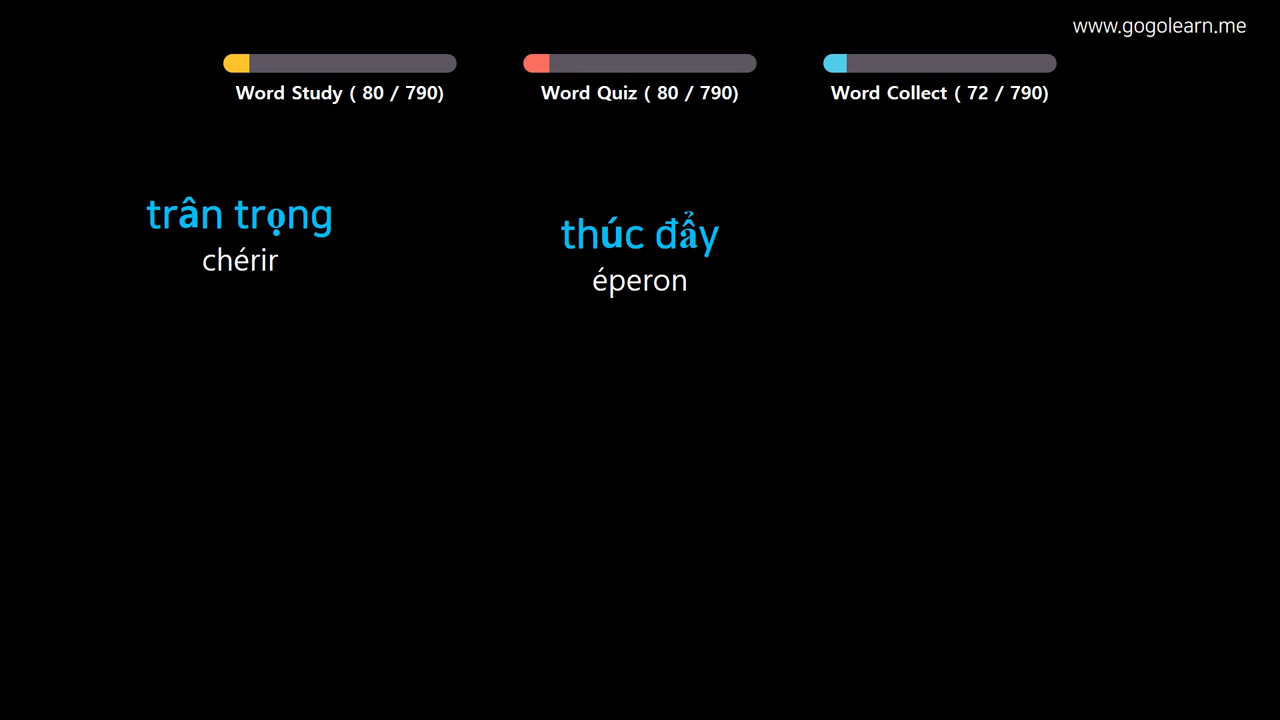 www.gogolearn.me
Word Study ( 80 / 790)
Word Quiz ( 80 / 790)
Word Collect ( 72 / 790)
trân trọng
chérir
thúc đẩy
éperon